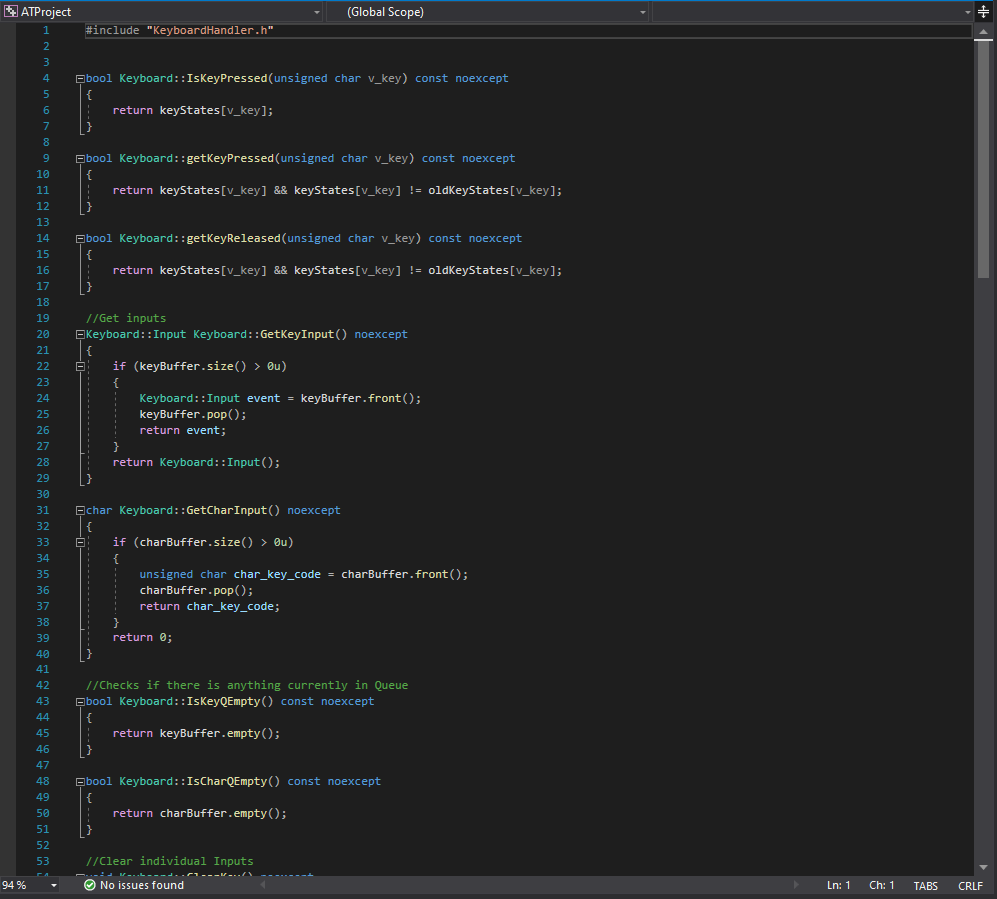 ATProject (Global Scope)
1 #include "KeyboardHandler.h"
2
3
4 bool Keyboard::IsKeyPressed(unsigned char v_key) const noexcept
5 {
6 return keyStates[v_key];
7 }
8
9 bool Keyboard::getKeyPressed(unsigned char v_key) const noexcept
10 {
11 return keyStates[v_key] && keyStates[v_key] != oldKeyStates[v_key];
12 }
13
14 bool Keyboard::getKeyReleased(unsigned char v_key) const noexcept
15 {
16 return keyStates[v_key] && keyStates[v_key] != oldKeyStates[v_key];
17 }
18
19 //Get inputs
20 Keyboard::Input Keyboard::GetKeyInput() noexcept
21 {
22 if (keyBuffer.size() > 0u)
23 {
24 Keyboard::Input event = keyBuffer.front();
25 keyBuffer.pop();
26 return event;
27 }
28 return Keyboard::Input();
29 }
30
31 char Keyboard::GetCharInput() noexcept
32 {
33 if (charBuffer.size() > 0u)
34 {
35 unsigned char char_key_code = charBuffer.front();
36 charBuffer.pop();
37 return char_key_code;
38 }
39 return 0;
40 }
41
42 //Checks if there is anything currently in Queue
43 bool Keyboard::IsKeyQEmpty() const noexcept
44 {
45 return keyBuffer.empty();
46 }
47
48 bool Keyboard::IsCharQEmpty() const noexcept
49 {
50 return charBuffer.empty();
51 }
52
53 //Clear individual Inputs
54 void Keyboard::ClearKey() noexcept
94 % No issues found Ln: 1 Ch: 1 TABS CRLF